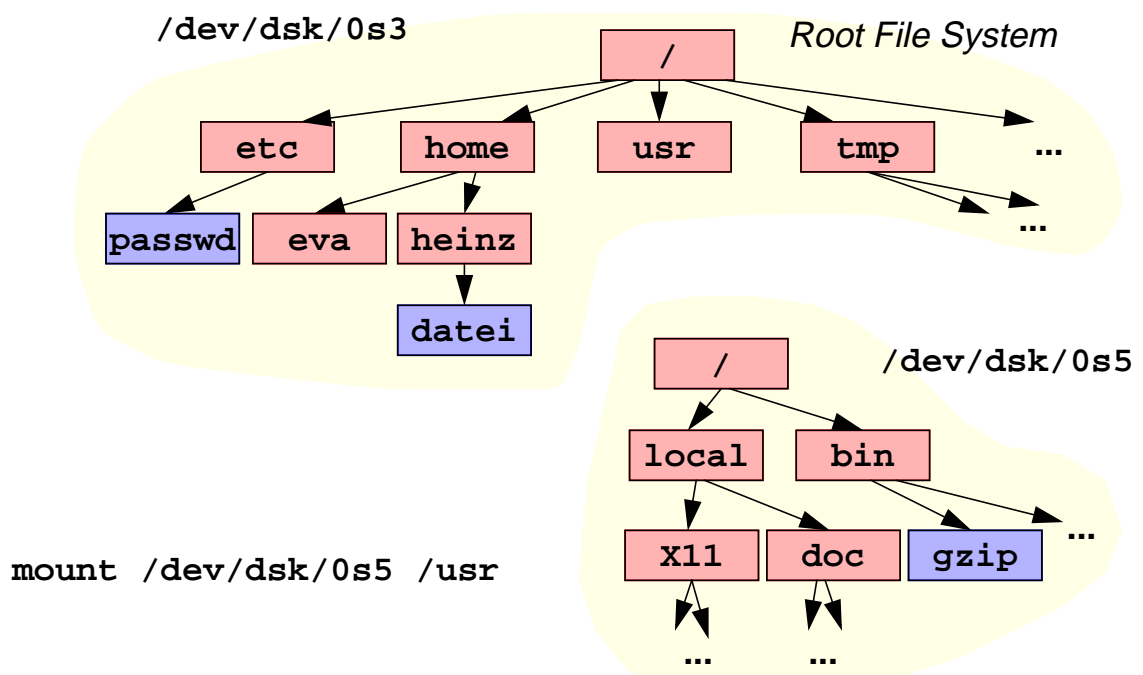 /dev/dsk/0s3
Root File System
/
etc
home
usr
tmp
...
passwd
eva
heinz
...
datei
/
/dev/dsk/0s5
local
bin
X11
doc
gzip
...
mount /dev/dsk/0s5 /usr
...
...